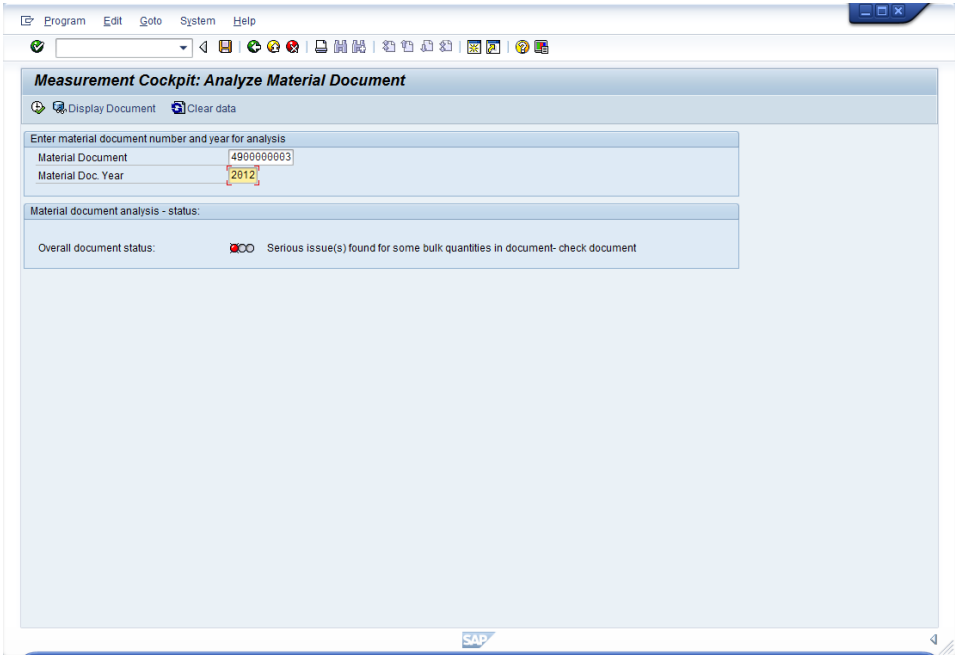 Program Edit Goto System Help
Measurement Cockpit: Analyze Material Document
Display Document Clear data
Enter material document number and year for analysis
Material Document 4900000003
Material Doc. Year 2012
Material document analysis - status:
Overall document status: Serious issue(s) found for some bulk quantities in document- check document
SAP